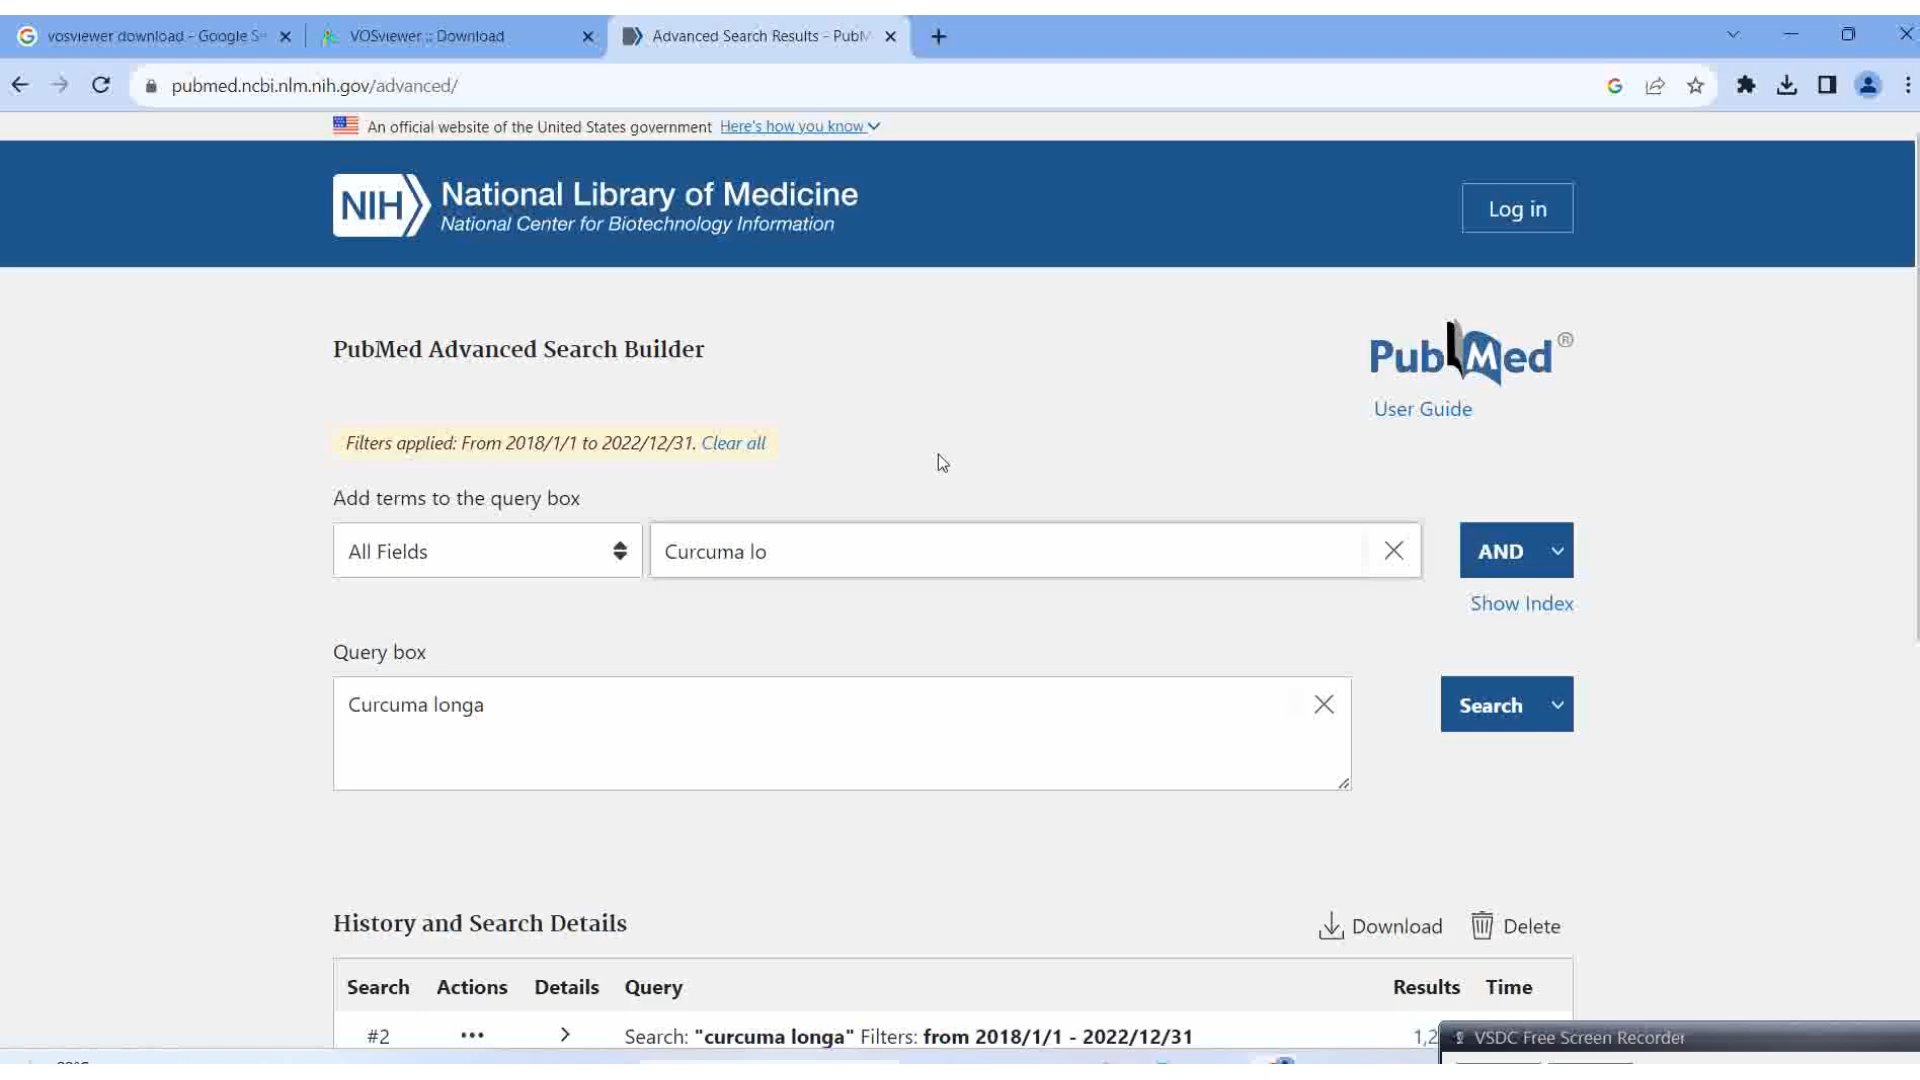 vosviewer download - Google S
VOSviewer :: Download
Advanced Search Results - PubM
pubmed.ncbi.nlm.nih.gov/advanced/
An official website of the United States government Here's how you know
NIH National Library of Medicine
National Center for Biotechnology Information
Log in
PubMed Advanced Search Builder
PubMed®
User Guide
Filters applied: From 2018/1/1 to 2022/12/31. Clear all
Add terms to the query box
All Fields
Curcuma lo
AND
Show Index
Query box
Curcuma longa
Search
History and Search Details
Download
Delete
Search Actions Details Query Results Time
#2 ••• Search: "curcuma longa" Filters: from 2018/1/1 - 2022/12/31 1,2
VSDC Free Screen Recorder